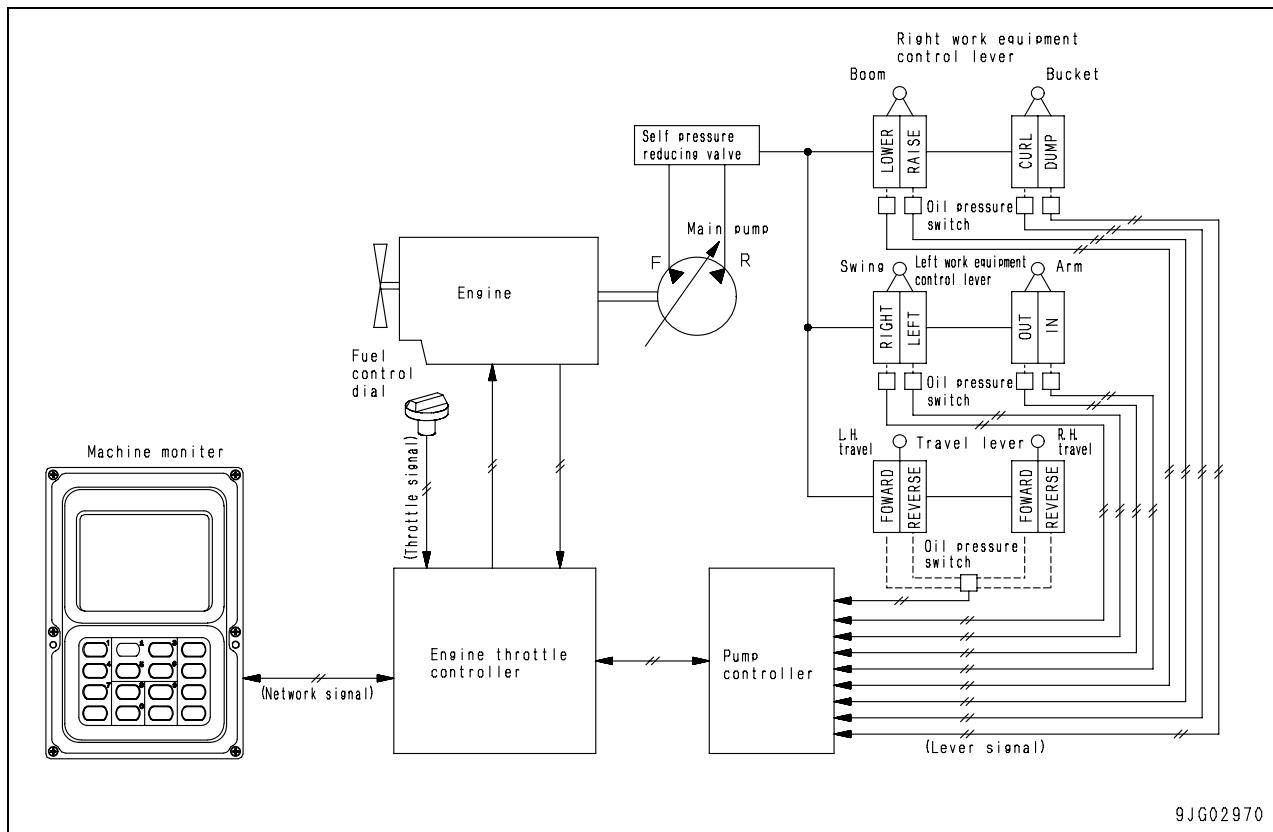 Right work equipment
control lever
Boom
Bucket
Self pressure
reducing valve
LOWER
RAISE
CURL
DUMP
Oil pressure
switch
Main pump
F
R
Engine
Swing
Left work equipment
control lever
Arm
RIGHT
LEFT
OUT
IN
Oil pressure
switch
Fuel
control
dial
L.H.
travel
Travel lever
R.H.
travel
FOWARD
REVERSE
FOWARD
REVERSE
Oil pressure
switch
Machine moniter
(Throttle signal)
Engine throttle
controller
Pump
controller
(Network signal)
(Lever signal)
9JG02970